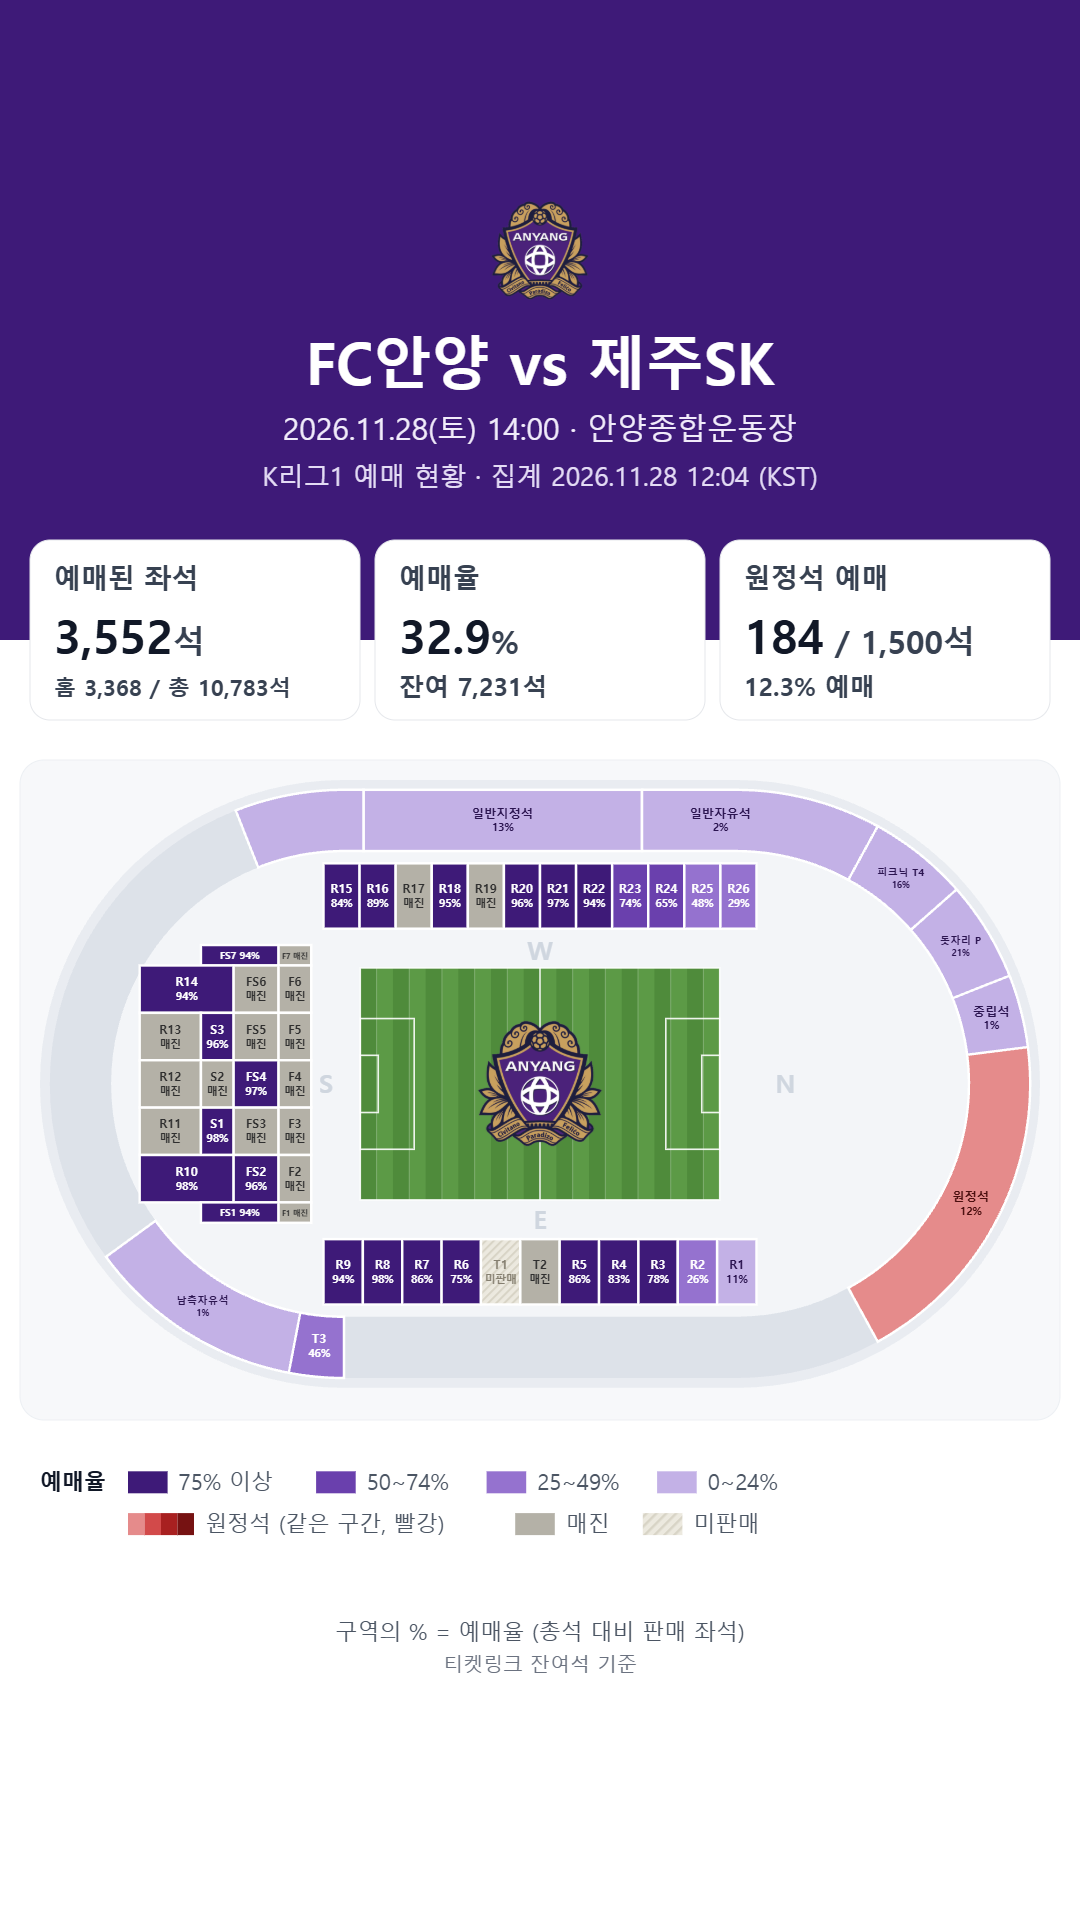 ANYANG
Civitano Paradizo Felico
FC안양 vs 제주SK
2026.11.28(토) 14:00 · 안양종합운동장
K리그1 예매 현황 · 집계 2026.11.28 12:04 (KST)
예매된 좌석
3,552석
홈 3,368 / 총 10,783석
예매율
32.9%
잔여 7,231석
원정석 예매
184 / 1,500석
12.3% 예매
일반지정석
13%
일반자유석
2%
피크닉 T4
16%
돗자리 P
21%
중립석
1%
원정석
12%
R15 R16 R17 R18 R19 R20 R21 R22 R23 R24 R25 R26
84% 89% 매진 95% 매진 96% 97% 94% 74% 65% 48% 29%
W
FS7 94% F7 매진
R14 FS6 F6
94% 매진 매진
R13 S3 FS5 F5
매진 96% 매진 매진
R12 S2 FS4 F4
매진 매진 97% 매진
R11 S1 FS3 F3
매진 98% 매진 매진
R10 FS2 F2
98% 96% 매진
FS1 94% F1 매진
S
ANYANG
Civitano Paradizo Felico
N
E
R9 R8 R7 R6 T1 T2 R5 R4 R3 R2 R1
94% 98% 86% 75% 미판매 매진 86% 83% 78% 26% 11%
남측자유석
1%
T3
46%
예매율 75% 이상 50~74% 25~49% 0~24%
원정석 (같은 구간, 빨강) 매진 미판매
구역의 % = 예매율 (총석 대비 판매 좌석)
티켓링크 잔여석 기준